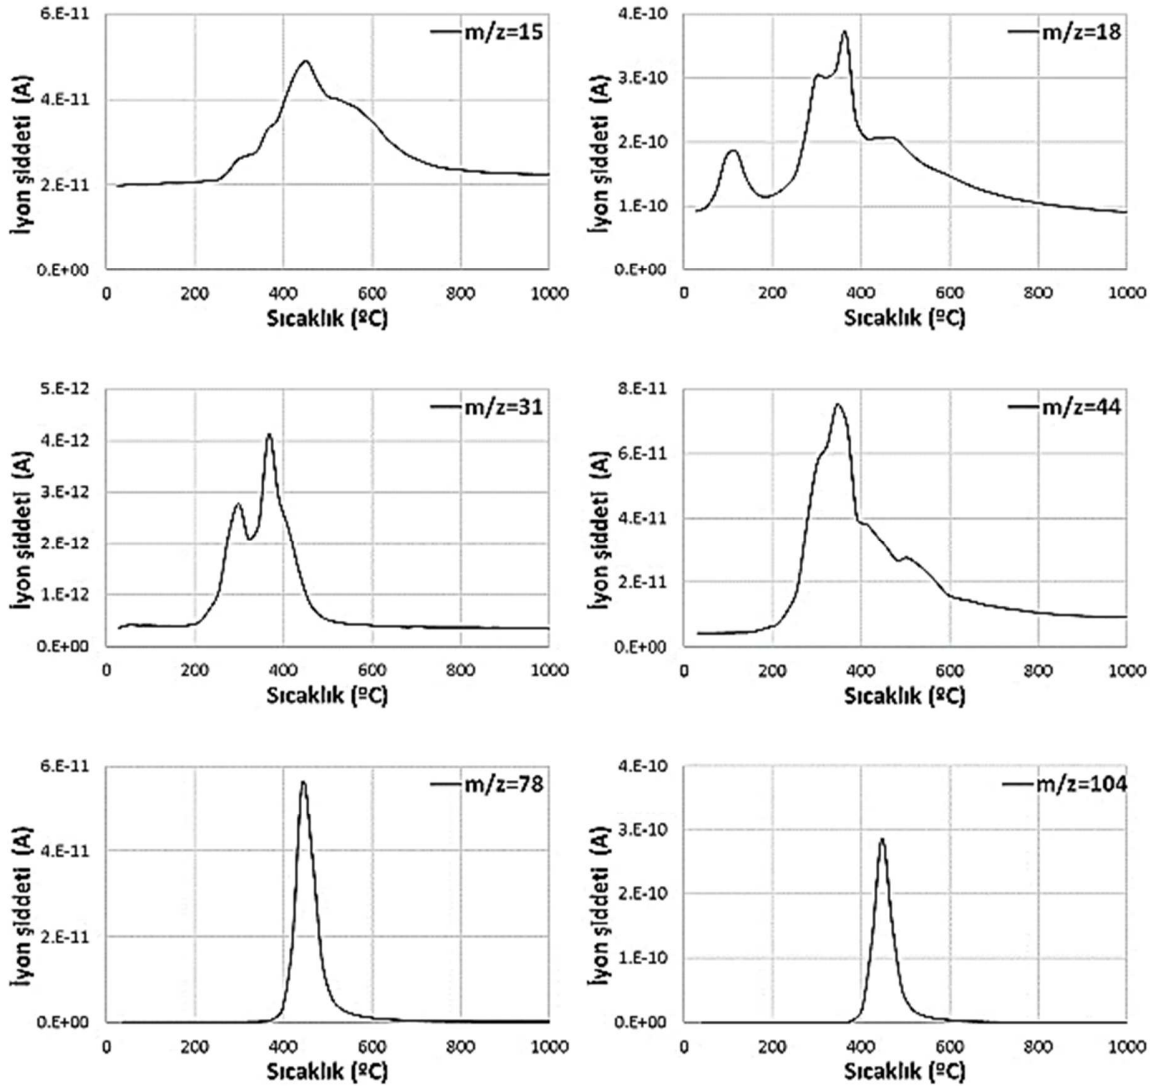 6.E-11
4.E-11
2.E-11
0.E+00
m/z=15
İyon şiddeti (A)
0 200 400 600 800 1000
Sıcaklık (ºC)
4.E-10
3.E-10
2.E-10
1.E-10
0.E+00
m/z=18
İyon şiddeti (A)
0 200 400 600 800 1000
Sıcaklık (ºC)
5.E-12
4.E-12
3.E-12
2.E-12
1.E-12
0.E+00
m/z=31
İyon şiddeti (A)
0 200 400 600 800 1000
Sıcaklık (ºC)
8.E-11
6.E-11
4.E-11
2.E-11
0.E+00
m/z=44
İyon şiddeti (A)
0 200 400 600 800 1000
Sıcaklık (ºC)
6.E-11
4.E-11
2.E-11
0.E+00
m/z=78
İyon şiddeti (A)
0 200 400 600 800 1000
Sıcaklık (ºC)
4.E-10
3.E-10
2.E-10
1.E-10
0.E+00
m/z=104
İyon şiddeti (A)
0 200 400 600 800 1000
Sıcaklık (ºC)